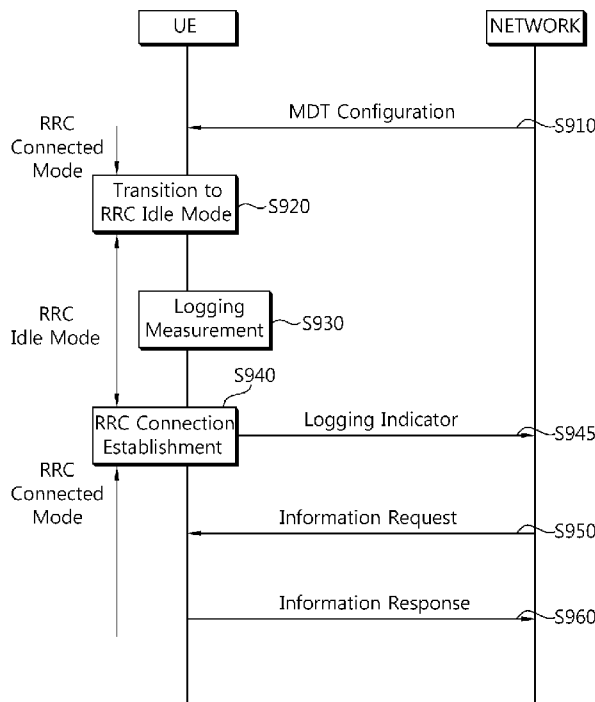 UE
NETWORK
MDT Configuration
S910
RRC
Connected
Mode
Transition to
RRC Idle Mode
S920
RRC
Idle Mode
Logging
Measurement
S930
S940
RRC Connection
Establishment
Logging Indicator
S945
RRC
Connected
Mode
Information Request
S950
Information Response
S960